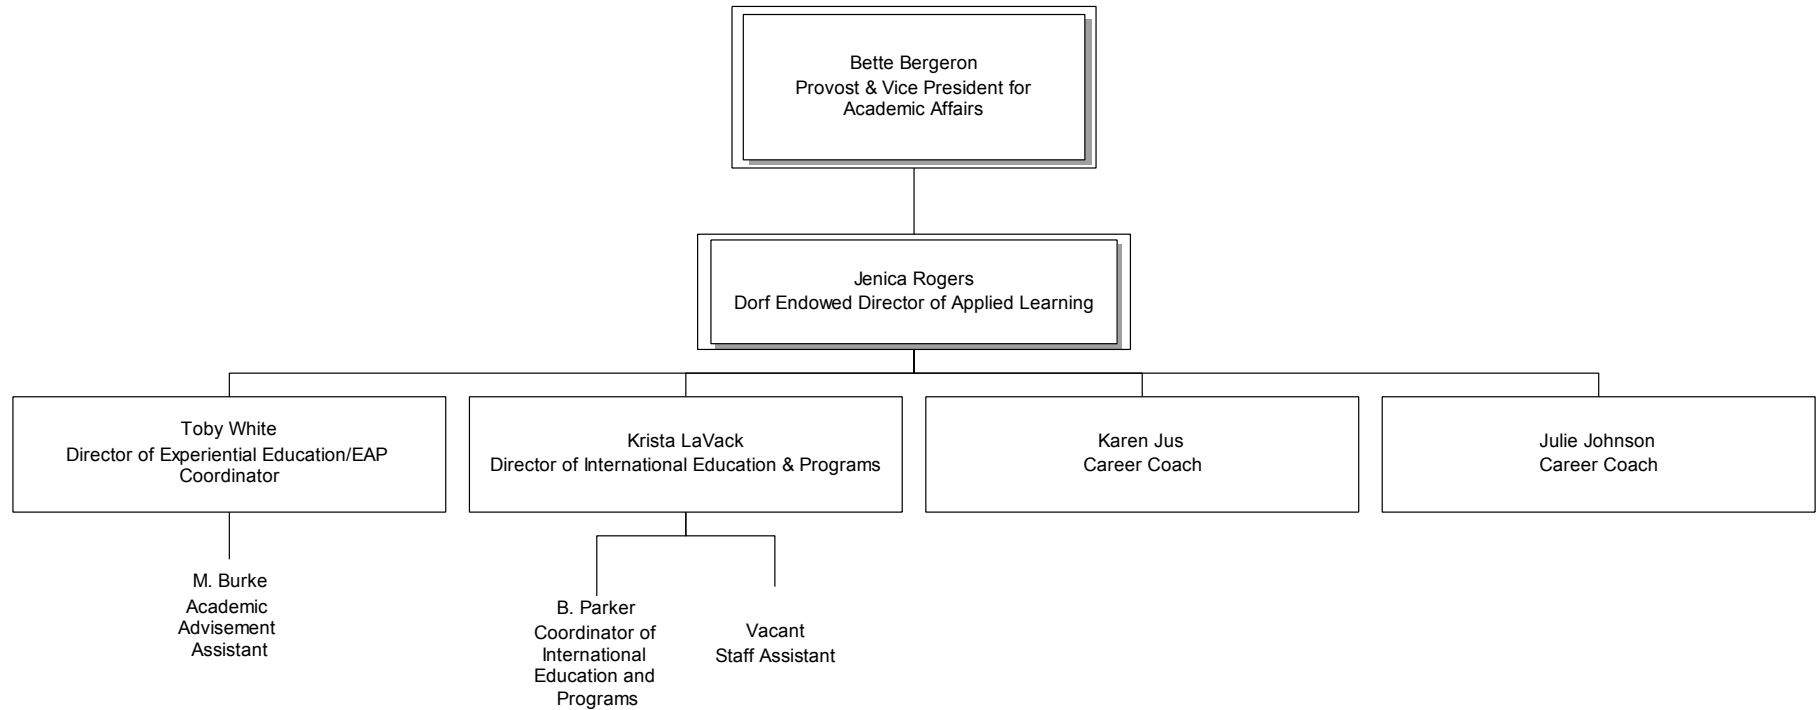 Bette Bergeron
Provost & Vice President for
Academic Affairs
Jenica Rogers
Dorf Endowed Director of Applied Learning
Toby White
Director of Experiential Education/EAP
Coordinator
Krista LaVack
Director of International Education & Programs
Karen Jus
Career Coach
Julie Johnson
Career Coach
M. Burke
Academic
Advisement
Assistant
B. Parker
Coordinator of
International
Education and
Programs
Vacant
Staff Assistant